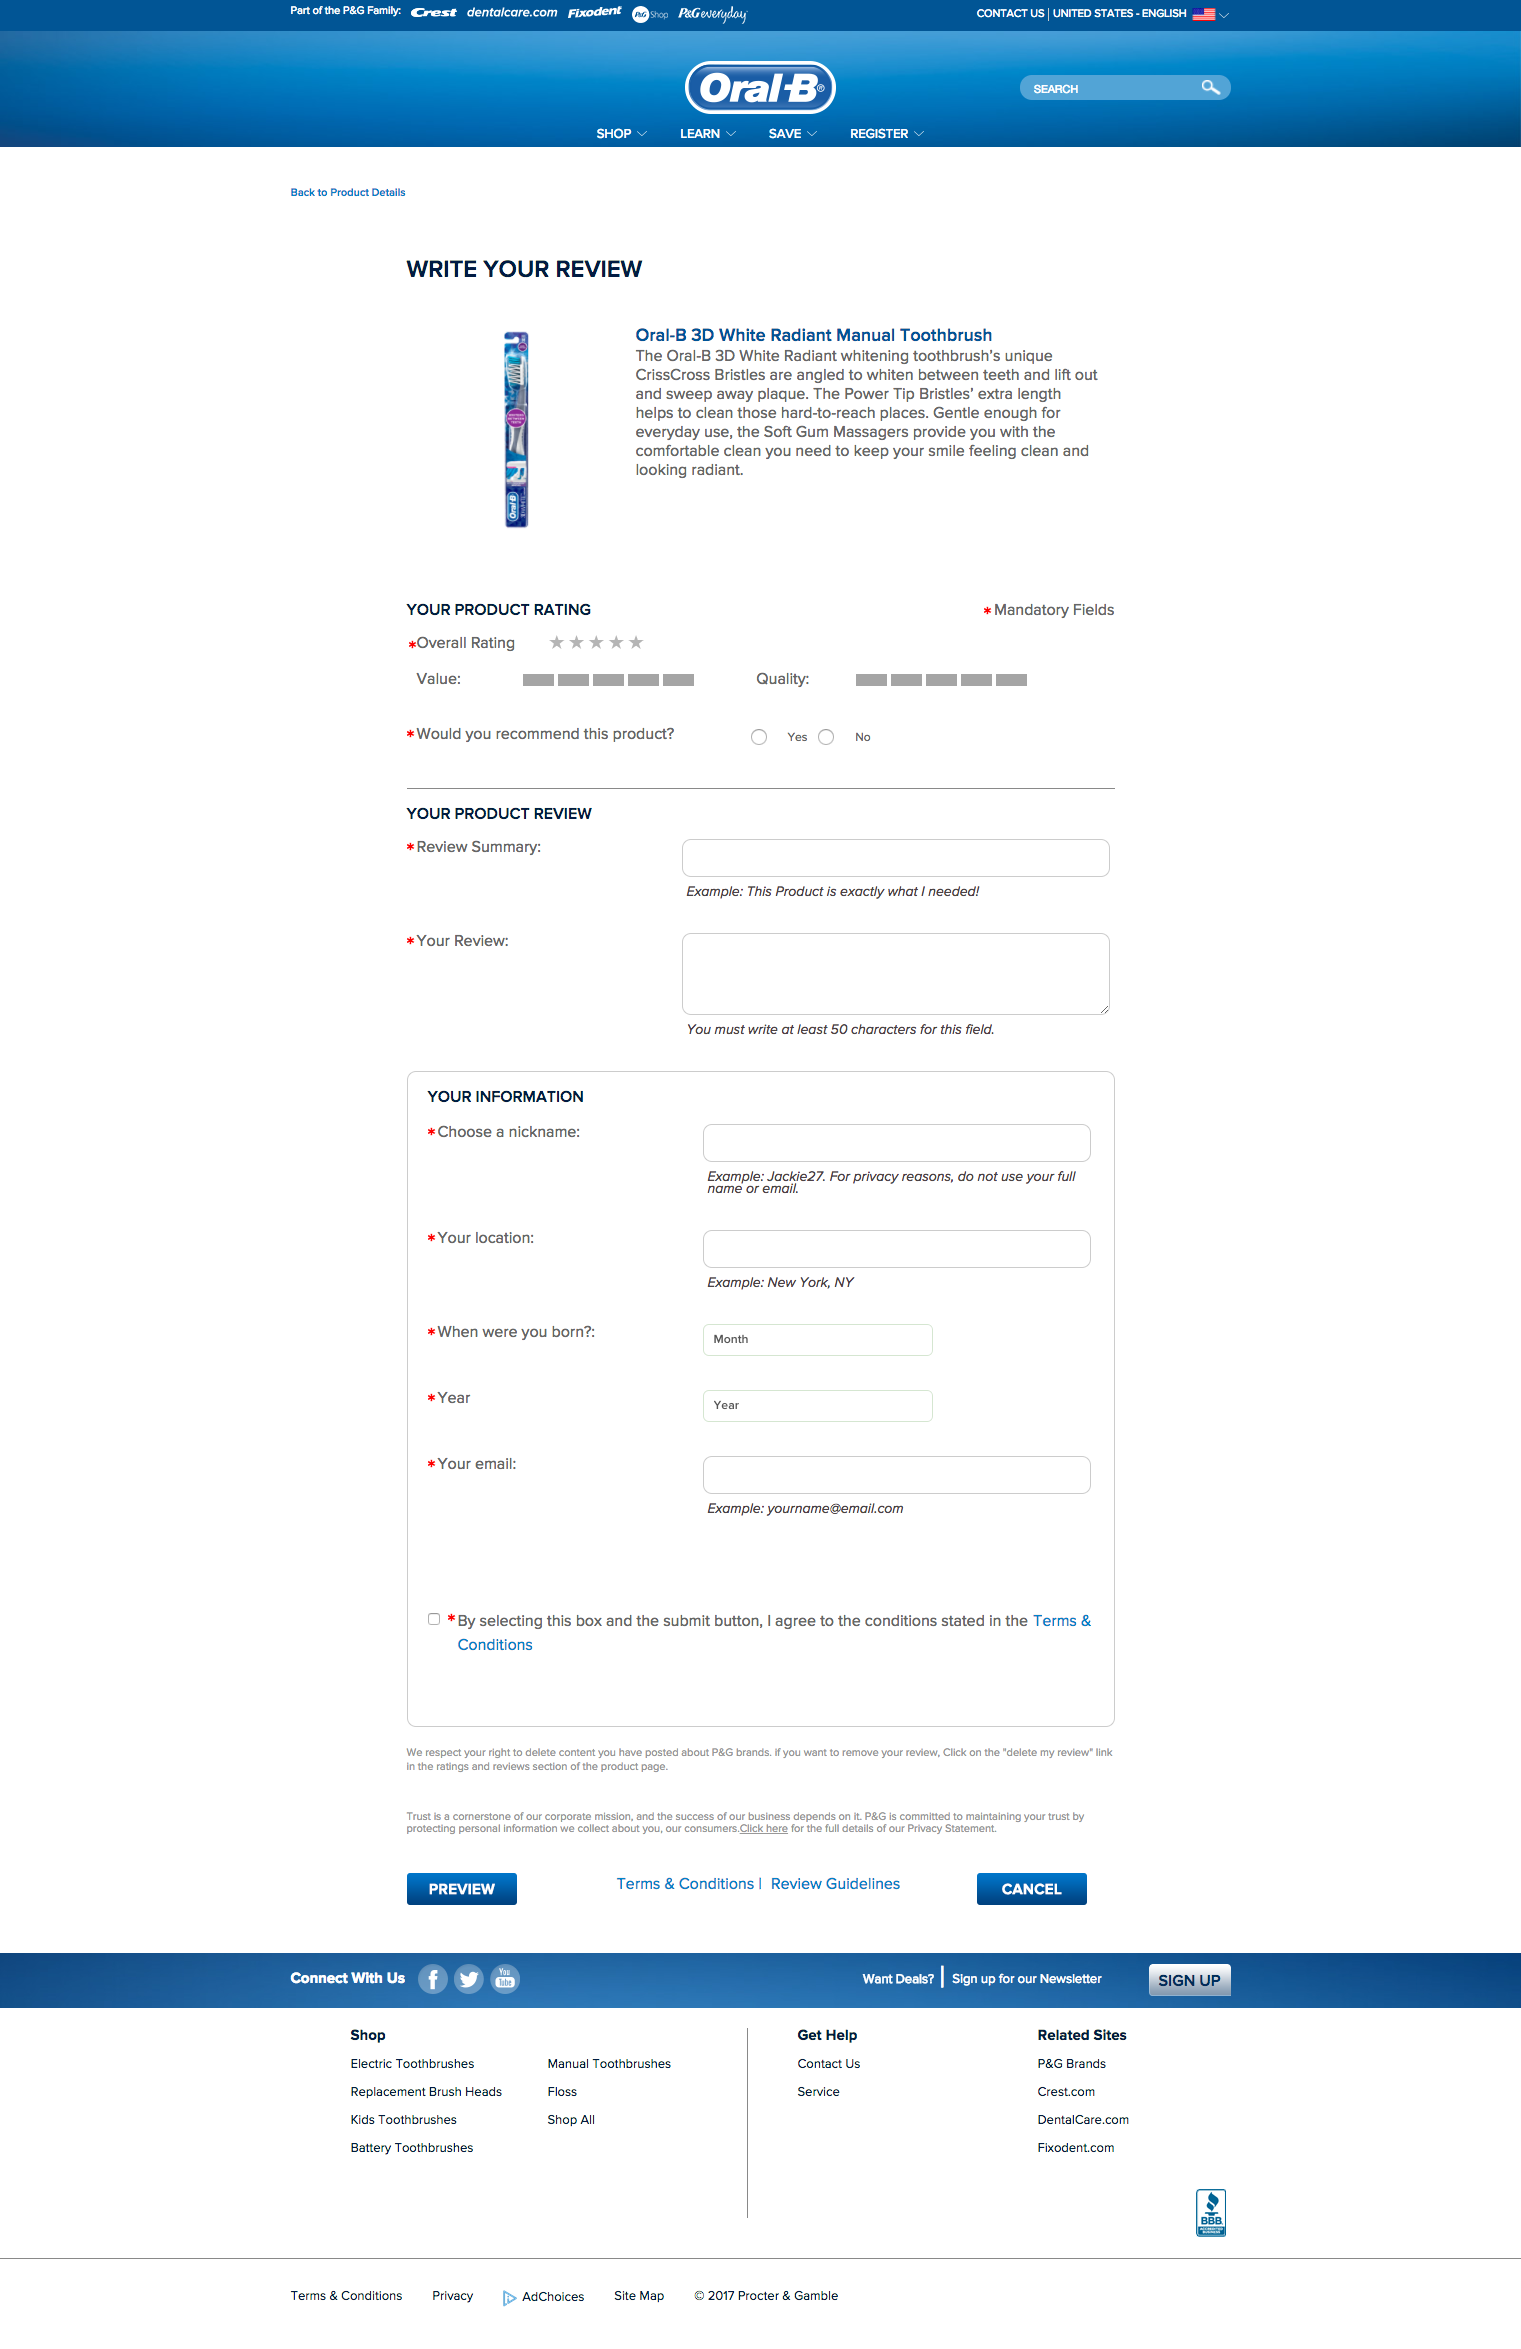 Part of the P&G Family: Crest dentalcare.com Fixodent P&G Shop P&G everyday
CONTACT US | UNITED STATES - ENGLISH
Oral-B®
SEARCH
SHOP LEARN SAVE REGISTER
Back to Product Details
WRITE YOUR REVIEW
Oral-B 3D White Radiant Manual Toothbrush
The Oral-B 3D White Radiant whitening toothbrush's unique
CrissCross Bristles are angled to whiten between teeth and lift out
and sweep away plaque. The Power Tip Bristles' extra length
helps to clean those hard-to-reach places. Gentle enough for
everyday use, the Soft Gum Massagers provide you with the
comfortable clean you need to keep your smile feeling clean and
looking radiant.
Oral-B
YOUR PRODUCT RATING
* Mandatory Fields
*Overall Rating ★★★★★
Value: Quality:
*Would you recommend this product? Yes No
YOUR PRODUCT REVIEW
*Review Summary:
Example: This Product is exactly what I needed!
*Your Review:
You must write at least 50 characters for this field.
YOUR INFORMATION
*Choose a nickname:
Example: Jackie27. For privacy reasons, do not use your full
name or email.
*Your location:
Example: New York, NY
*When were you born?: Month
*Year Year
*Your email:
Example: yourname@email.com
*By selecting this box and the submit button, I agree to the conditions stated in the Terms &
Conditions
We respect your right to delete content you have posted about P&G brands. if you want to remove your review, Click on the "delete my review" link
in the ratings and reviews section of the product page.
Trust is a cornerstone of our corporate mission, and the success of our business depends on it. P&G is committed to maintaining your trust by
protecting personal information we collect about you, our consumers.Click here for the full details of our Privacy Statement.
PREVIEW Terms & Conditions | Review Guidelines CANCEL
Connect With Us You Tube Want Deals? | Sign up for our Newsletter SIGN UP
Shop
Electric Toothbrushes
Replacement Brush Heads
Kids Toothbrushes
Battery Toothbrushes
Manual Toothbrushes
Floss
Shop All
Get Help
Contact Us
Service
Related Sites
P&G Brands
Crest.com
DentalCare.com
Fixodent.com
BBB
ACCREDITED
BUSINESS
Terms & Conditions Privacy AdChoices Site Map © 2017 Procter & Gamble